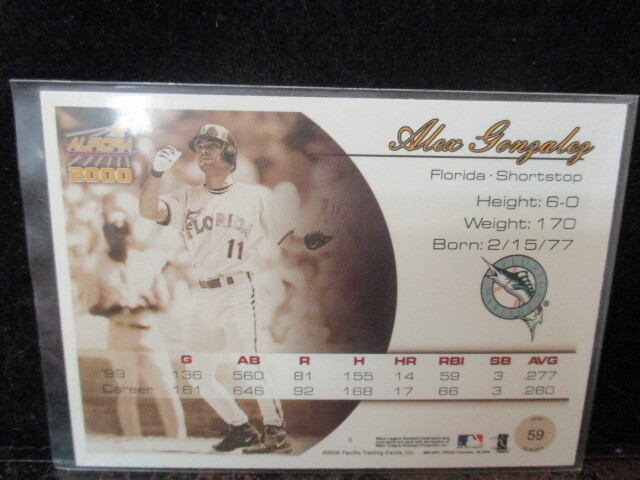 AURORA
2000
Alex Gonzalez
Florida · Shortstop
Height: 6-0
Weight: 170
Born: 2/15/77
FLORIDA
11
G AB R H HR RBI SB AVG
'99 136 560 81 155 14 59 3 .277
Career 161 646 92 168 17 66 3 .260
59
©2000 Pacific Trading Cards, Inc.